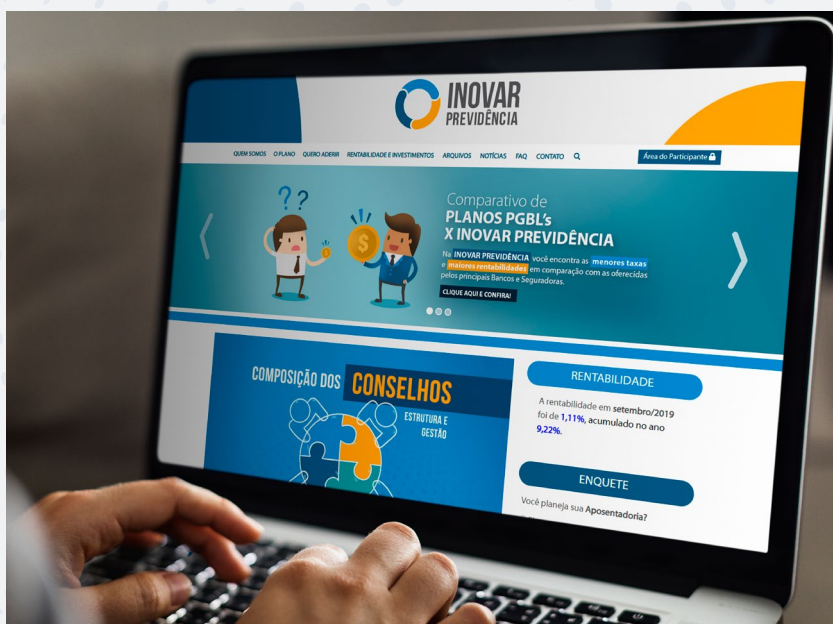 INOVAR
PREVIDÊNCIA
QUEM SOMOS O PLANO QUERO ADERIR RENTABILIDADE E INVESTIMENTOS ARQUIVOS NOTÍCIAS FAQ CONTATO Área do Participante
??
Comparativo de
PLANOS PGBL's
X INOVAR PREVIDÊNCIA
Na INOVAR PREVIDÊNCIA você encontra as menores taxas
e maiores rentabilidades em comparação com as oferecidas
pelos principais Bancos e Seguradoras.
CLIQUE AQUI E CONFIRA!
$
COMPOSIÇÃO DOS CONSELHOS
ESTRUTURA E
GESTÃO
RENTABILIDADE
A rentabilidade em setembro/2019
foi de 1,11%, acumulado no ano
9,22%.
ENQUETE
Você planeja sua Aposentadoria?